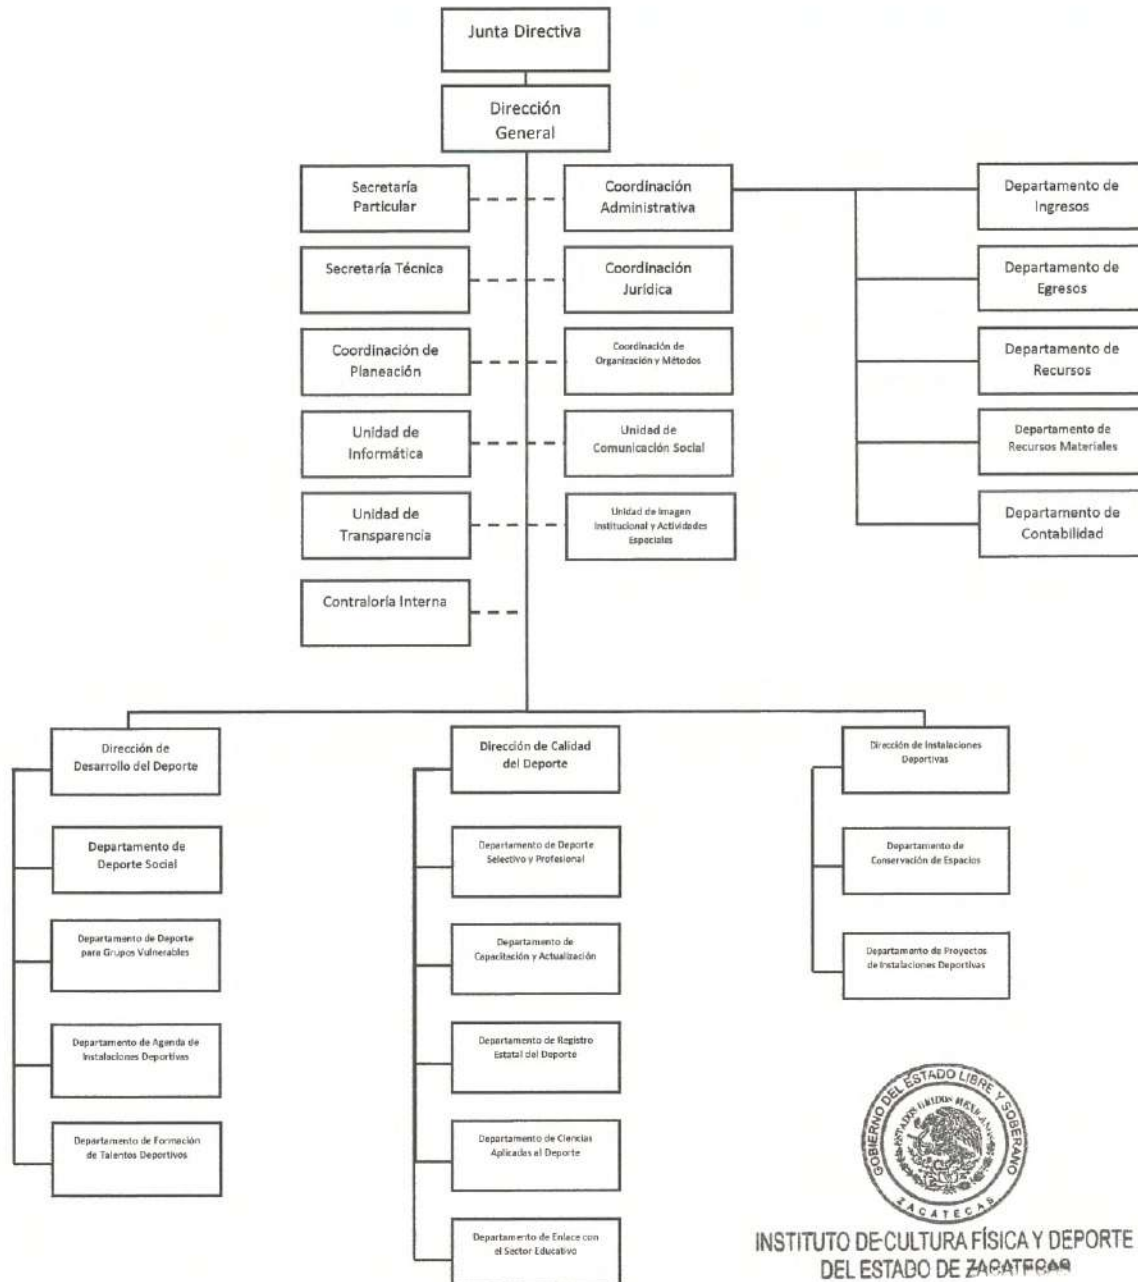 Junta Directiva
Dirección
General
Secretaría
Particular
Coordinación
Administrativa
Departamento de
Ingresos
Secretaría Técnica
Coordinación
Jurídica
Departamento de
Egresos
Coordinación de
Planeación
Coordinación de
Organización y Métodos
Departamento de
Recursos
Unidad de
Informática
Unidad de
Comunicación Social
Departamento de
Recursos Materiales
Unidad de
Transparencia
Unidad de Imagen
Institucional y Actividades
Especiales
Departamento de
Contabilidad
Contraloría Interna
Dirección de
Desarrollo del Deporte
Departamento de
Deporte Social
Departamento de Deporte
para Grupos Vulnerables
Departamento de Agenda de
Instalaciones Deportivas
Departamento de Formación
de Talentos Deportivos
Dirección de Calidad
del Deporte
Departamento de Deporte
Selectivo y Profesional
Departamento de
Capacitación y Actualización
Departamento de Registro
Estatal del Deporte
Departamento de Ciencias
Aplicadas al Deporte
Departamento de Enlace con
el Sector Educativo
Dirección de Instalaciones
Deportivas
Departamento de
Conservación de Espacios
Departamento de Proyectos
de Instalaciones Deportivas
GOBIERNO DEL ESTADO LIBRE Y SOBERANO
ESTADOS UNIDOS MEXICANOS
ZACATECAS
INSTITUTO DE CULTURA FÍSICA Y DEPORTE
DEL ESTADO DE ZACATECAS